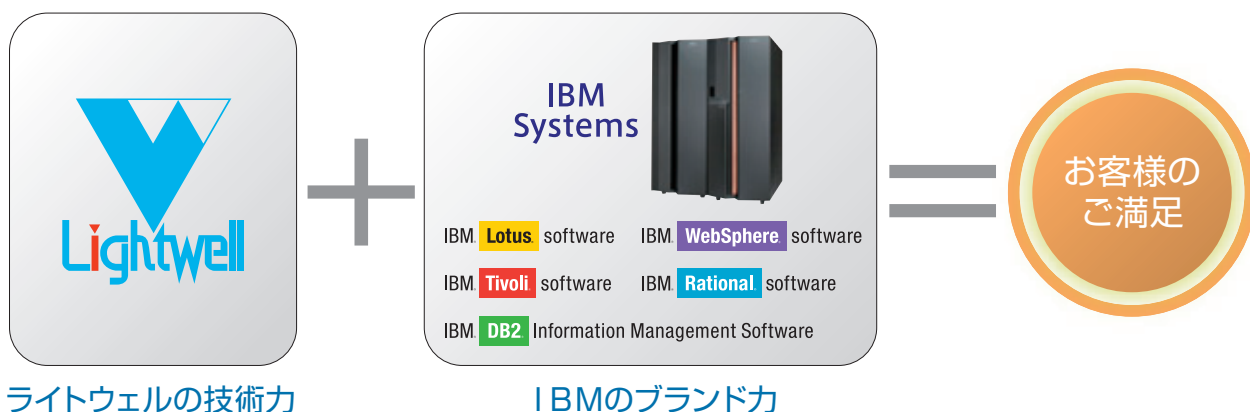 Lightwell
ライトウェルの技術力
IBM
Systems
IBM. Lotus. software
IBM. WebSphere. software
IBM. Tivoli. software
IBM. Rational. software
IBM. DB2. Information Management Software
IBMのブランド力
お客様の
ご満足